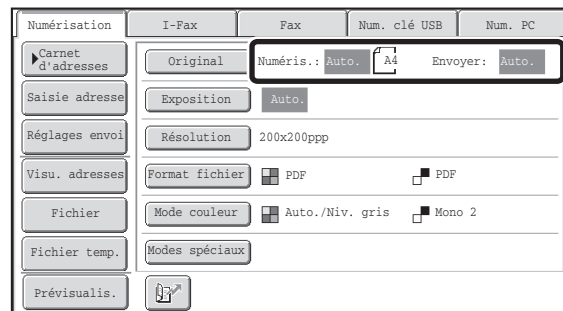 Numérisation
I-Fax
Fax
Num. clé USB
Num. PC
Carnet
d'adresses
Original
Numéris.: Auto. A4 Envoyer: Auto.
Saisie adresse
Exposition
Auto.
Réglages envoi
Résolution
200x200ppp
Visu. adresses
Format fichier
PDF
PDF
Fichier
Mode couleur
Auto./Niv. gris
Mono 2
Fichier temp.
Modes spéciaux
Prévisualis.